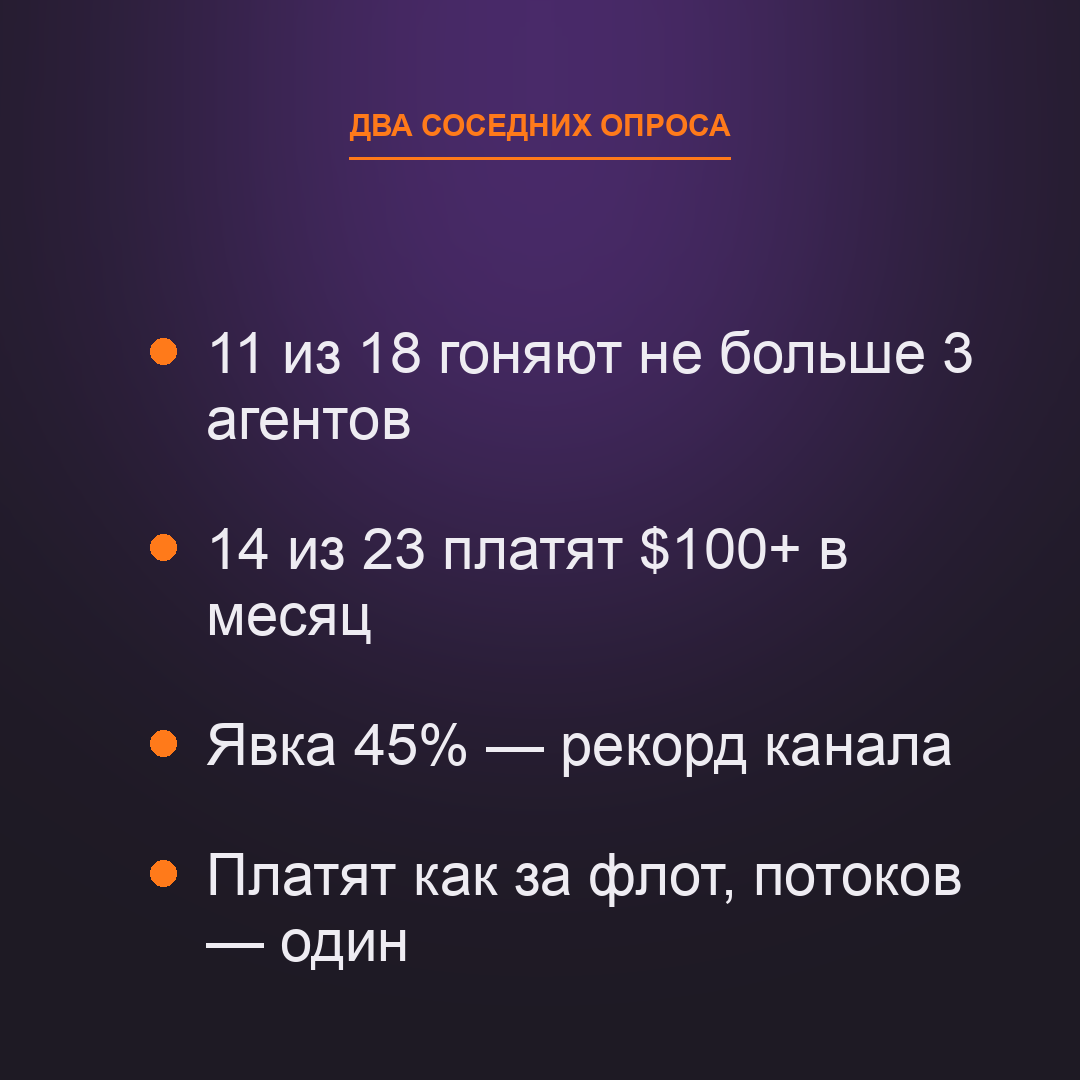 ДВА СОСЕДНИХ ОПРОСА
11 из 18 гоняют не больше 3
агентов
14 из 23 платят $100+ в
месяц
Явка 45% — рекорд канала
Платят как за флот, потоков
— один